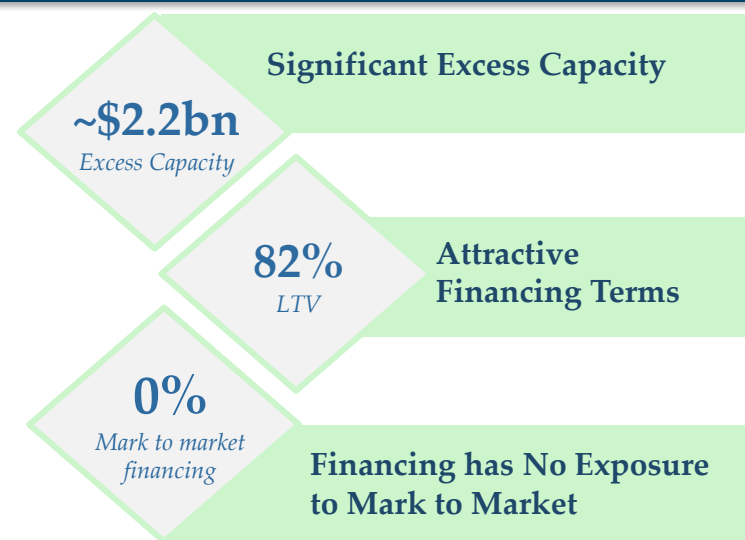 Significant Excess Capacity
~$2.2bn
Excess Capacity
82%
LTV
Attractive
Financing Terms
0%
Mark to market
financing
Financing has No Exposure
to Mark to Market